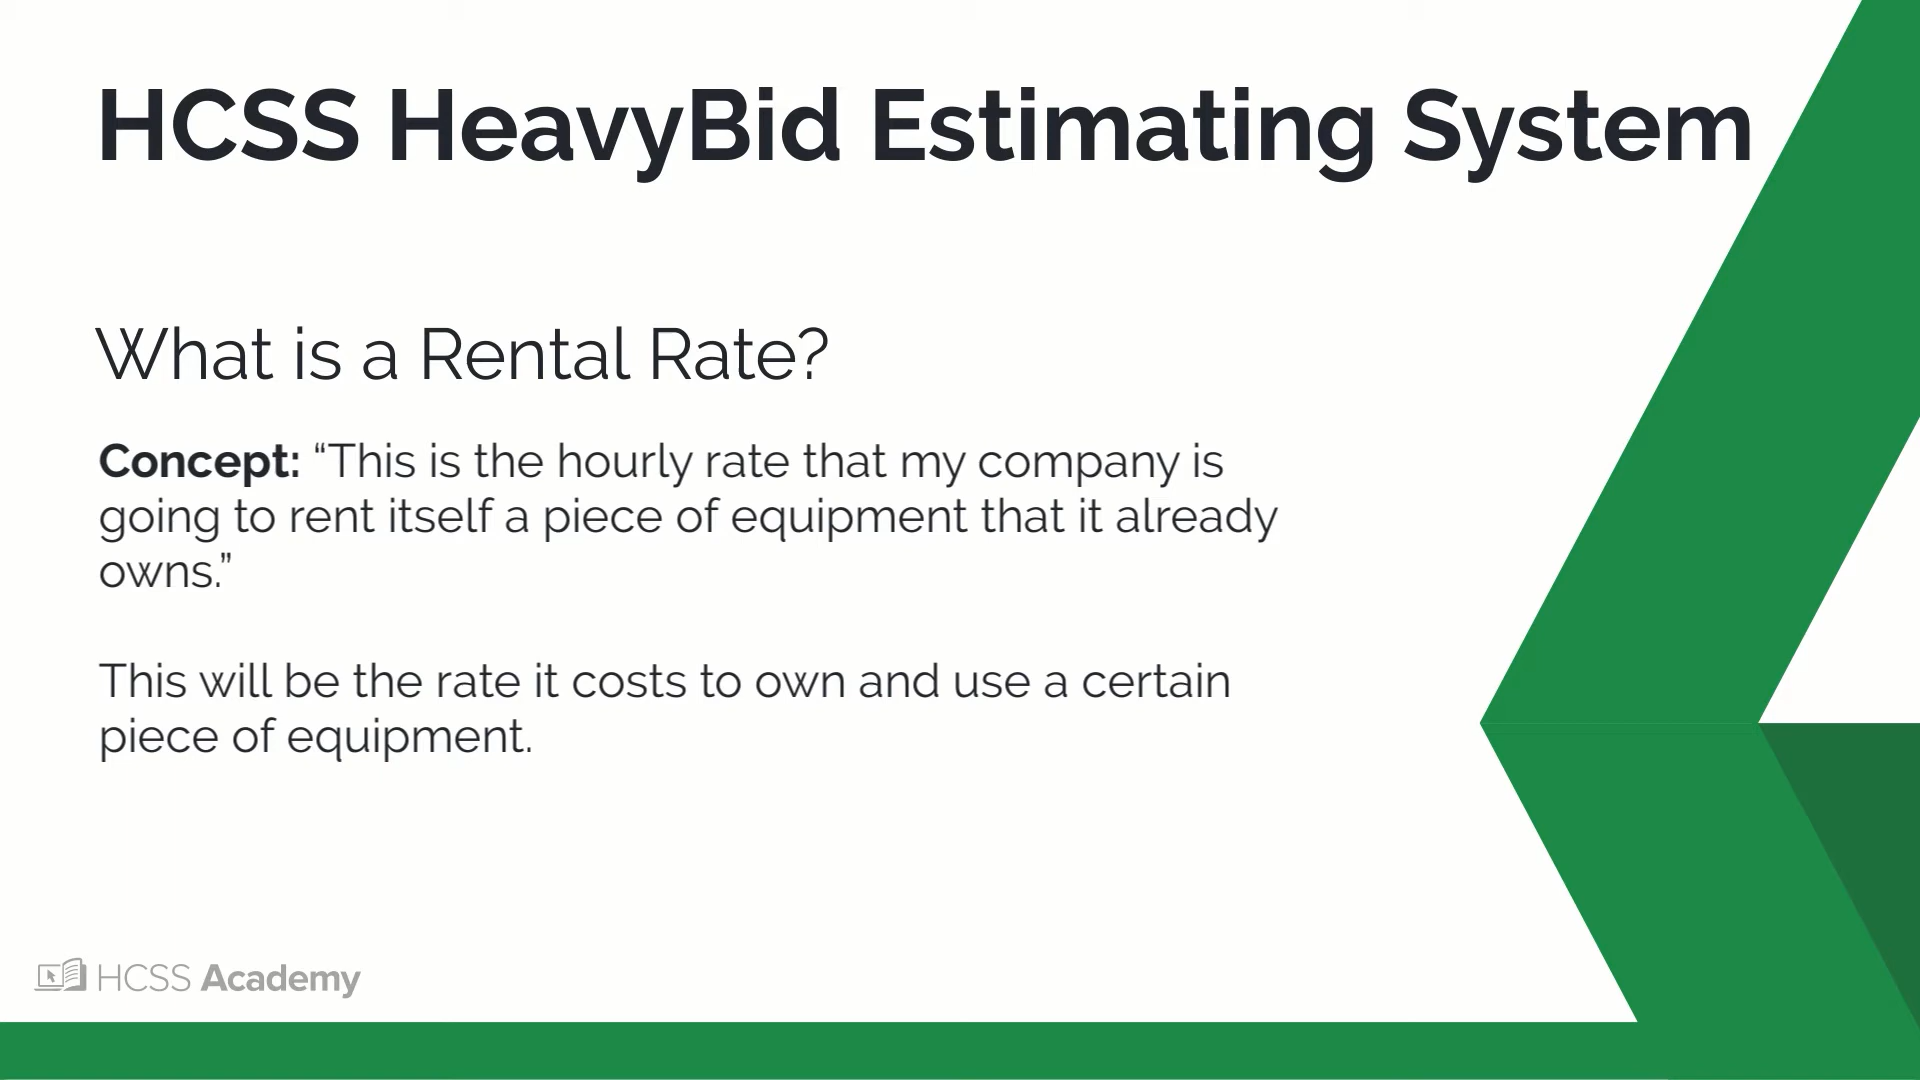 HCSS HeavyBid Estimating System
What is a Rental Rate?
Concept: “This is the hourly rate that my company is
going to rent itself a piece of equipment that it already
owns.”
This will be the rate it costs to own and use a certain
piece of equipment.
HCSS Academy